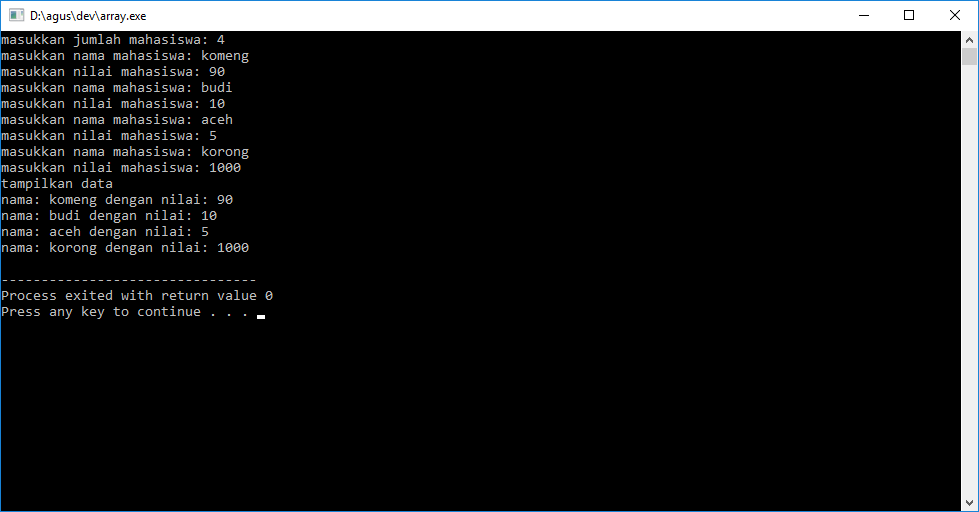 D:\agus\dev\array.exe
masukkan jumlah mahasiswa: 4
masukkan nama mahasiswa: komeng
masukkan nilai mahasiswa: 90
masukkan nama mahasiswa: budi
masukkan nilai mahasiswa: 10
masukkan nama mahasiswa: aceh
masukkan nilai mahasiswa: 5
masukkan nama mahasiswa: korong
masukkan nilai mahasiswa: 1000
tampilkan data
nama: komeng dengan nilai: 90
nama: budi dengan nilai: 10
nama: aceh dengan nilai: 5
nama: korong dengan nilai: 1000
--------------------------------
Process exited with return value 0
Press any key to continue . . .